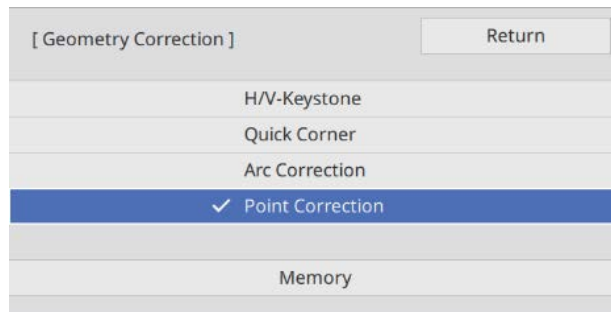 [ Geometry Correction ]
Return
H/V-Keystone
Quick Corner
Arc Correction
Point Correction
Memory